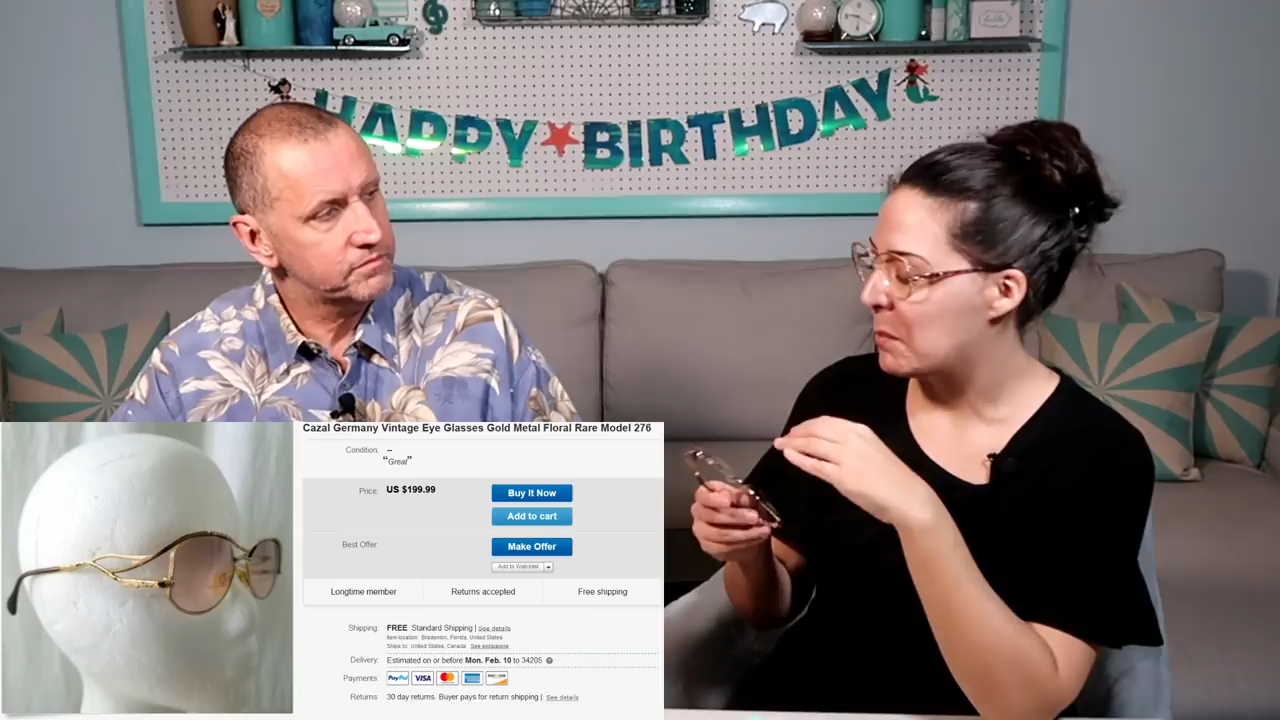 HAPPY BIRTHDAY
Cazal Germany Vintage Eye Glasses Gold Metal Floral Rare Model 276
Condition: --
“Great”
Price: US $199.99 Buy It Now
Add to cart
Best Offer: Make Offer
Add to Watchlist
Longtime member Returns accepted Free shipping
Shipping: FREE Standard Shipping | See details
Item location: Bradenton, Florida, United States
Ships to: United States, Canada See exclusions
Delivery: Estimated on or before Mon. Feb. 10 to 34205
Payments: PayPal VISA
Returns: 30 day returns. Buyer pays for return shipping | See details